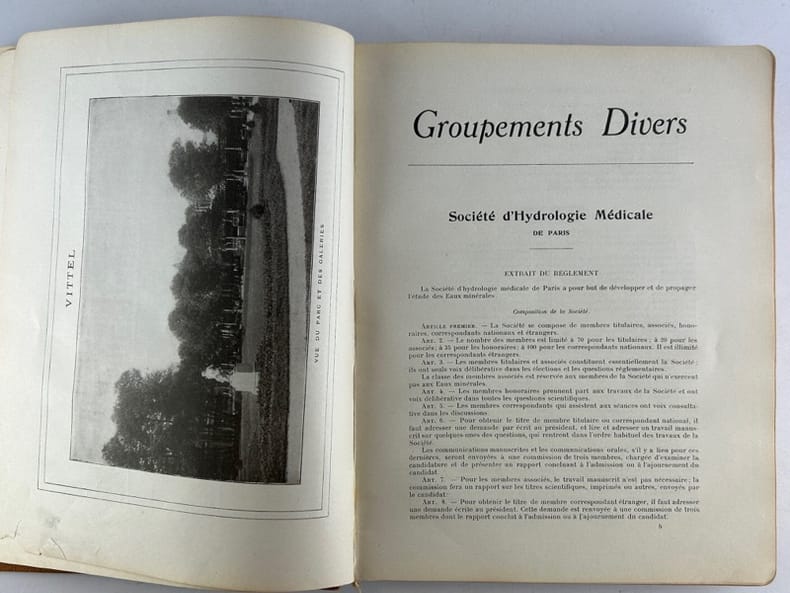 VITTEL
VUE DU PARC ET DES GALERIES
Groupements Divers
Société d'Hydrologie Médicale
DE PARIS
EXTRAIT DU RÈGLEMENT
La Société d'hydrologie médicale de Paris a pour but de développer et de propager
l'étude des Eaux minérales
Composition de la Société.
ARTICLE PREMIER. — La Société se compose de membres titulaires, associés, hono-
raires, correspondants nationaux et étrangers.
ART. 2. — Le nombre des membres est limité à 70 pour les titulaires ; à 20 pour les
associés; à 35 pour les honoraires ; à 100 pour les correspondants nationaux. Il est illimité
pour les correspondants étrangers.
ART. 3. — Les membres titulaires et associés constituent essentiellement la Société ;
ils ont seuls voix délibérative dans les élections et les questions réglementaires.
La classe des membres associés est réservée aux membres de la Société qui n'exercent
pas aux Eaux minérales.
ART. 4. — Les membres honoraires prennent part aux travaux de la Société et ont
voix délibérative dans toutes les questions scientifiques.
ART. 5. — Les membres correspondants qui assistent aux séances ont voix consulta-
tive dans les discussions
ART. 6. — Pour obtenir le titre de membre titulaire ou correspondant national, il
faut adresser une demande par écrit au président, et lire et adresser un travail manus-
crit sur quelques unes des questions, qui rentrent dans l'ordre habituel des travaux de la
Société.
Les communications manuscrites et les communications orales, s'il y a lieu pour ces
dernières, seront envoyées à une commission de trois membres, chargée d'examiner la
candidature et de présenter un rapport concluant à l'admission ou à l'ajournement du
candidat
ART. 7. — Pour les membres associés, le travail manuscrit n'est pas nécessaire ; la
commission fera un rapport sur les titres scientifiques, imprimés ou autres, envoyés par
le candidat
ART. 8. — Pour obtenir le titre de membre correspondant étranger, il faut adresser
une demande écrite au président. Cette demande est renvoyée à une commission de trois
membres dont le rapport conclut à l'admission ou à l'ajournement du candidat.